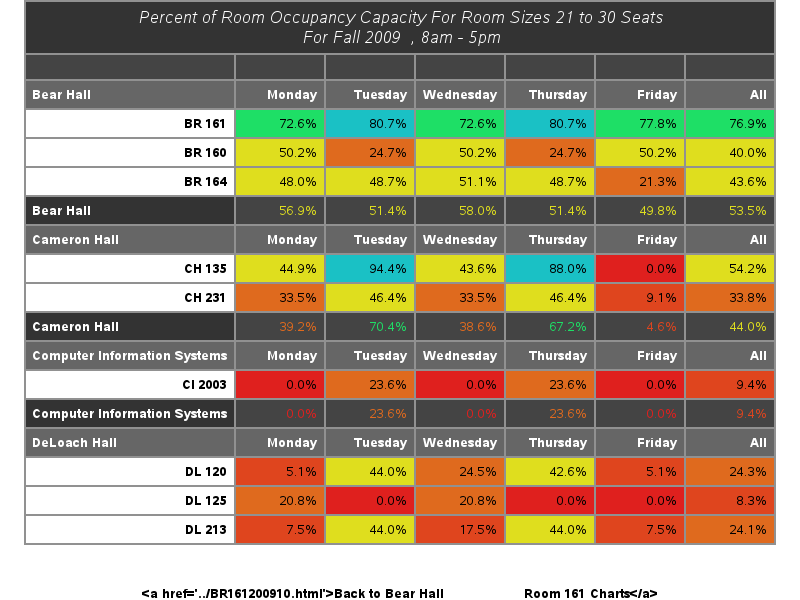 Percent of Room Occupancy Capacity For Room Sizes 21 to 30 Seats
For Fall 2009 , 8am - 5pm
Bear Hall Monday Tuesday Wednesday Thursday Friday All
BR 161 72.6% 80.7% 72.6% 80.7% 77.8% 76.9%
BR 160 50.2% 24.7% 50.2% 24.7% 50.2% 40.0%
BR 164 48.0% 48.7% 51.1% 48.7% 21.3% 43.6%
Bear Hall 56.9% 51.4% 58.0% 51.4% 49.8% 53.5%
Cameron Hall Monday Tuesday Wednesday Thursday Friday All
CH 135 44.9% 94.4% 43.6% 88.0% 0.0% 54.2%
CH 231 33.5% 46.4% 33.5% 46.4% 9.1% 33.8%
Cameron Hall 39.2% 70.4% 38.6% 67.2% 4.6% 44.0%
Computer Information Systems Monday Tuesday Wednesday Thursday Friday All
CI 2003 0.0% 23.6% 0.0% 23.6% 0.0% 9.4%
Computer Information Systems 0.0% 23.6% 0.0% 23.6% 0.0% 9.4%
DeLoach Hall Monday Tuesday Wednesday Thursday Friday All
DL 120 5.1% 44.0% 24.5% 42.6% 5.1% 24.3%
DL 125 20.8% 0.0% 20.8% 0.0% 0.0% 8.3%
DL 213 7.5% 44.0% 17.5% 44.0% 7.5% 24.1%
<a href='../BR161200910.html'>Back to Bear Hall Room 161 Charts</a>